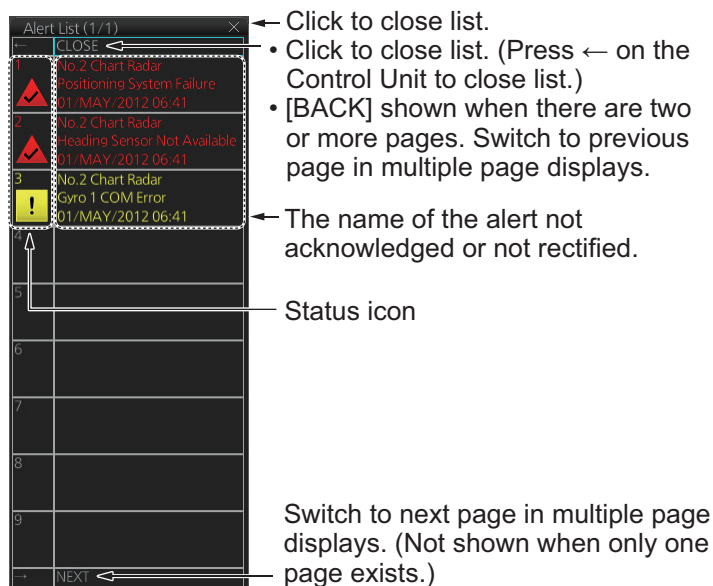 Alert List (1/1) ×
Click to close list.
← CLOSE
• Click to close list. (Press ← on the
Control Unit to close list.)
• [BACK] shown when there are two
or more pages. Switch to previous
page in multiple page displays.
1 No.2 Chart Radar
Positioning System Failure
01/MAY/2012 06:41
2 No.2 Chart Radar
Heading Sensor Not Available
01/MAY/2012 06:41
3 No.2 Chart Radar
Gyro 1 COM Error
! 01/MAY/2012 06:41
The name of the alert not
acknowledged or not rectified.
4
5
Status icon
6
7
8
9
Switch to next page in multiple page
displays. (Not shown when only one
page exists.)
→ NEXT